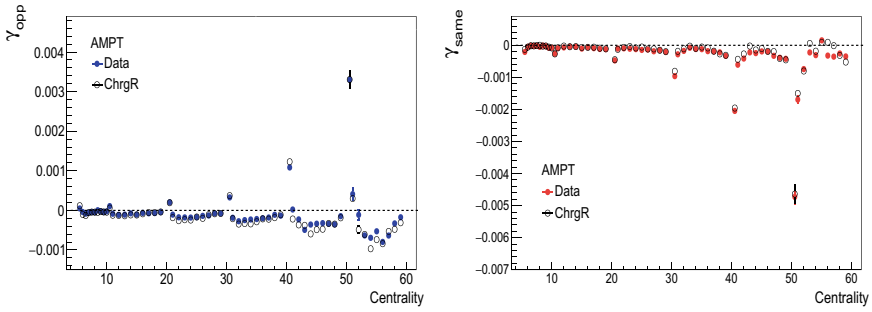 γopp
0.004
0.003
0.002
0.001
0
−0.001
AMPT
Data
ChrgR
10 20 30 40 50 60
Centrality
γsame
0
−0.001
−0.002
−0.003
−0.004
−0.005
−0.006
−0.007
AMPT
Data
ChrgR
10 20 30 40 50 60
Centrality